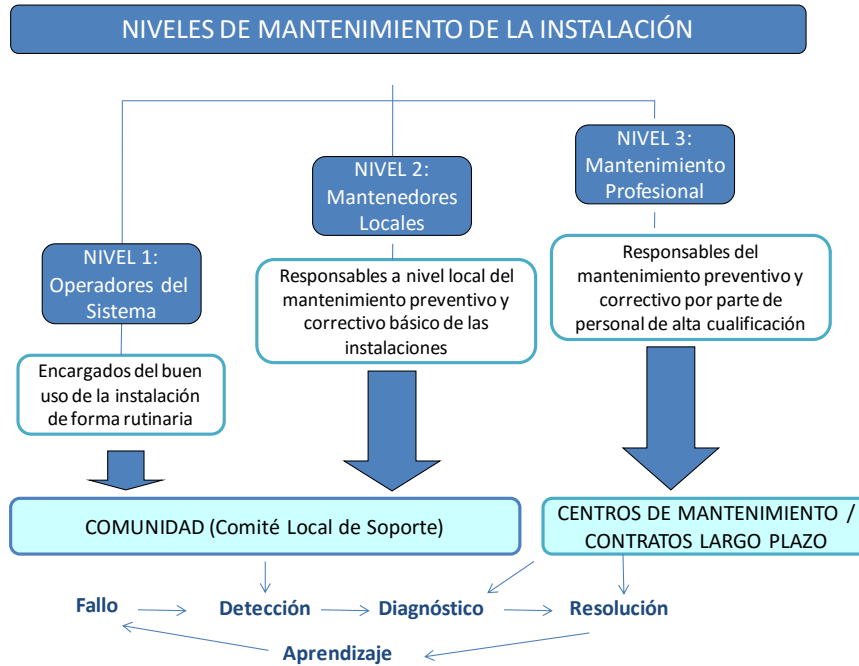 NIVELES DE MANTENIMIENTO DE LA INSTALACIÓN
NIVEL 1:
Operadores del
Sistema
Encargados del buen
uso de la instalación
de forma rutinaria
NIVEL 2:
Mantenedores
Locales
Responsables a nivel local del
mantenimiento preventivo y
correctivo básico de las
instalaciones
NIVEL 3:
Mantenimiento
Profesional
Responsables del
mantenimiento preventivo y
correctivo por parte de
personal de alta cualificación
COMUNIDAD (Comité Local de Soporte)
CENTROS DE MANTENIMIENTO /
CONTRATOS LARGO PLAZO
Fallo
Detección
Diagnóstico
Resolución
Aprendizaje